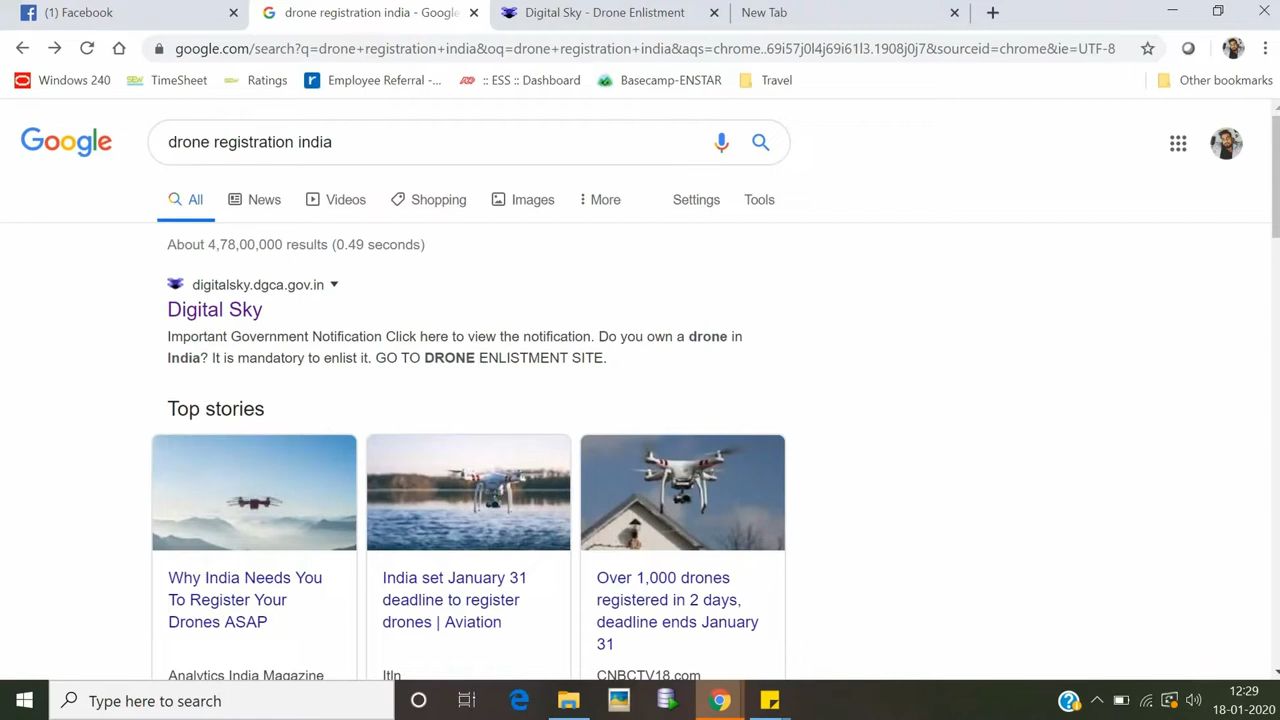 (1) Facebook
drone registration india - Google
Digital Sky - Drone Enlistment
New Tab
google.com/search?q=drone+registration+india&oq=drone+registration+india&aqs=chrome..69i57j0l4j69i61l3.1908j0j7&sourceid=chrome&ie=UTF-8
Windows 240
TimeSheet
Ratings
Employee Referral -...
:: ESS :: Dashboard
Basecamp-ENSTAR
Travel
Other bookmarks
Google
drone registration india
All
News
Videos
Shopping
Images
More
Settings
Tools
About 4,78,00,000 results (0.49 seconds)
digitalsky.dgca.gov.in
Digital Sky
Important Government Notification Click here to view the notification. Do you own a drone in
India? It is mandatory to enlist it. GO TO DRONE ENLISTMENT SITE.
Top stories
Why India Needs You
To Register Your
Drones ASAP
Analytics India Magazine
India set January 31
deadline to register
drones | Aviation
Itln
Over 1,000 drones
registered in 2 days,
deadline ends January
31
CNBCTV18.com
Type here to search
12:29
18-01-2020